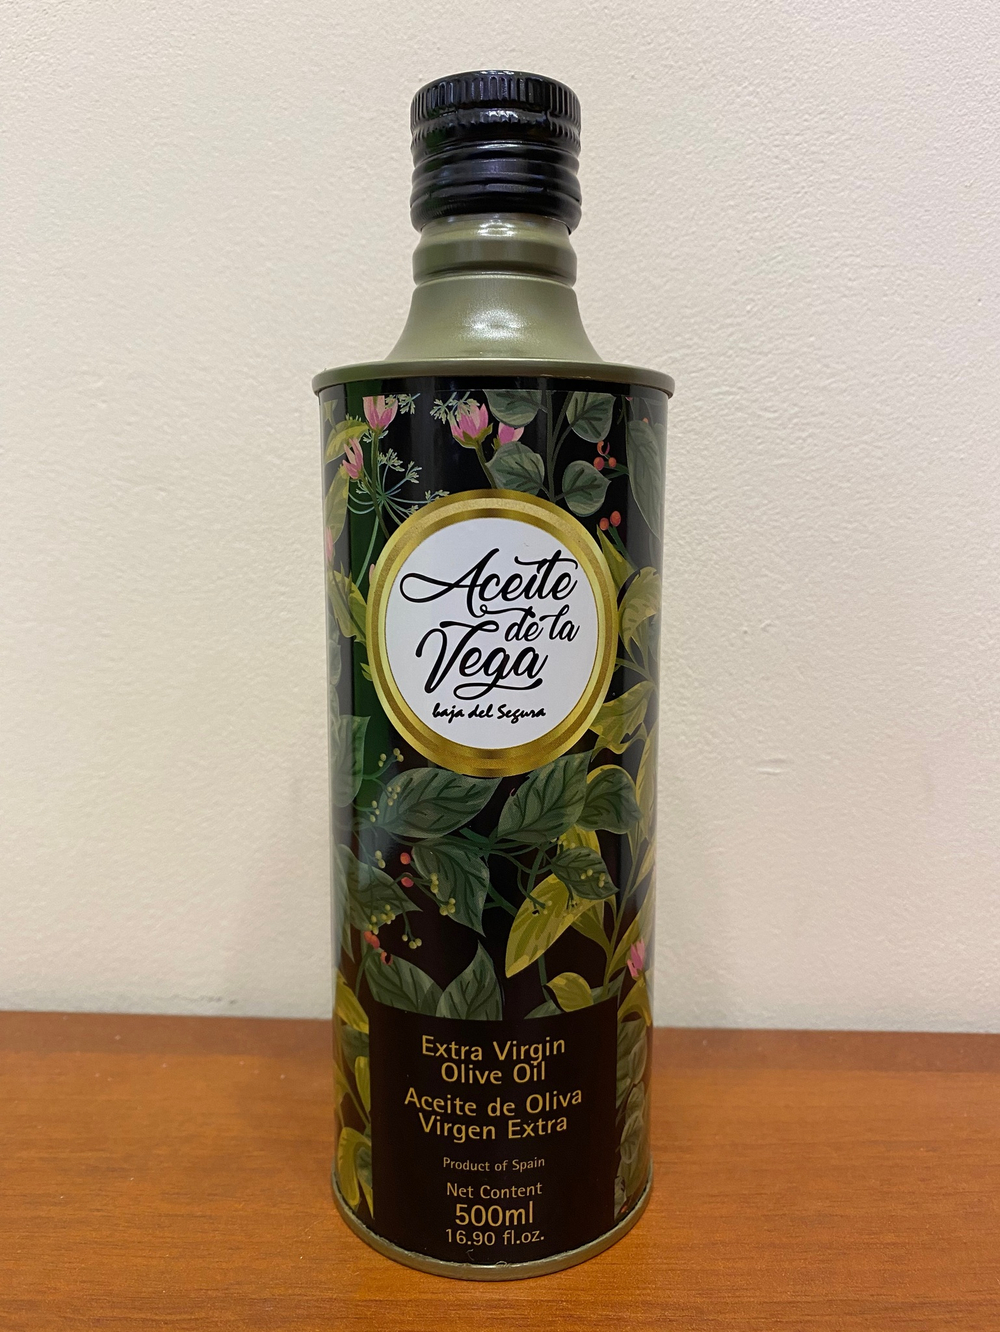 Aceite
de la
Vega
baja del Segura
Extra Virgin
Olive Oil
Aceite de Oliva
Virgen Extra
Product of Spain
Net Content
500ml
16.90 fl.oz.